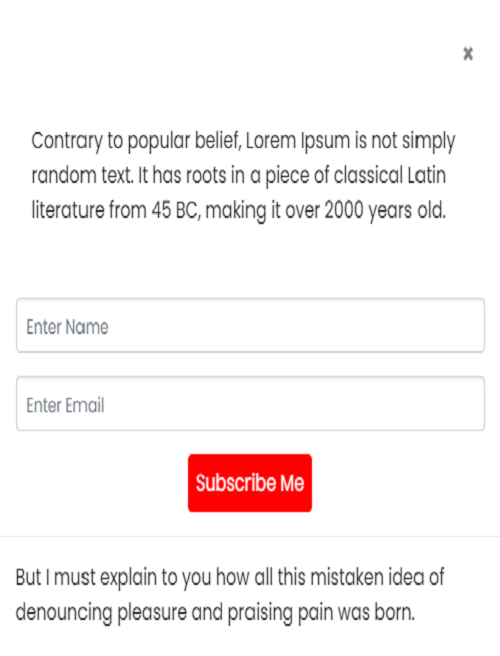 ×
Contrary to popular belief, Lorem Ipsum is not simply
random text. It has roots in a piece of classical Latin
literature from 45 BC, making it over 2000 years old.
Enter Name
Enter Email
Subscribe Me
But I must explain to you how all this mistaken idea of
denouncing pleasure and praising pain was born.